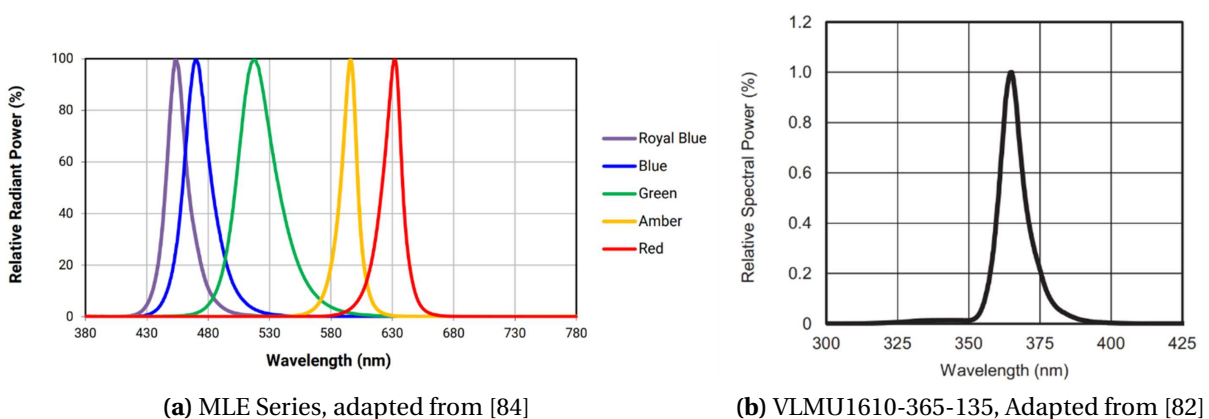 Relative Radiant Power (%)
100
80
60
40
20
0
380 430 480 530 580 630 680 730 780
Wavelength (nm)
Royal Blue
Blue
Green
Amber
Red
(a) MLE Series, adapted from [84]
Relative Spectral Power (%)
1.2
1.0
0.8
0.6
0.4
0.2
0
300 325 350 375 400 425
Wavelength (nm)
(b) VLMU1610-365-135, Adapted from [82]